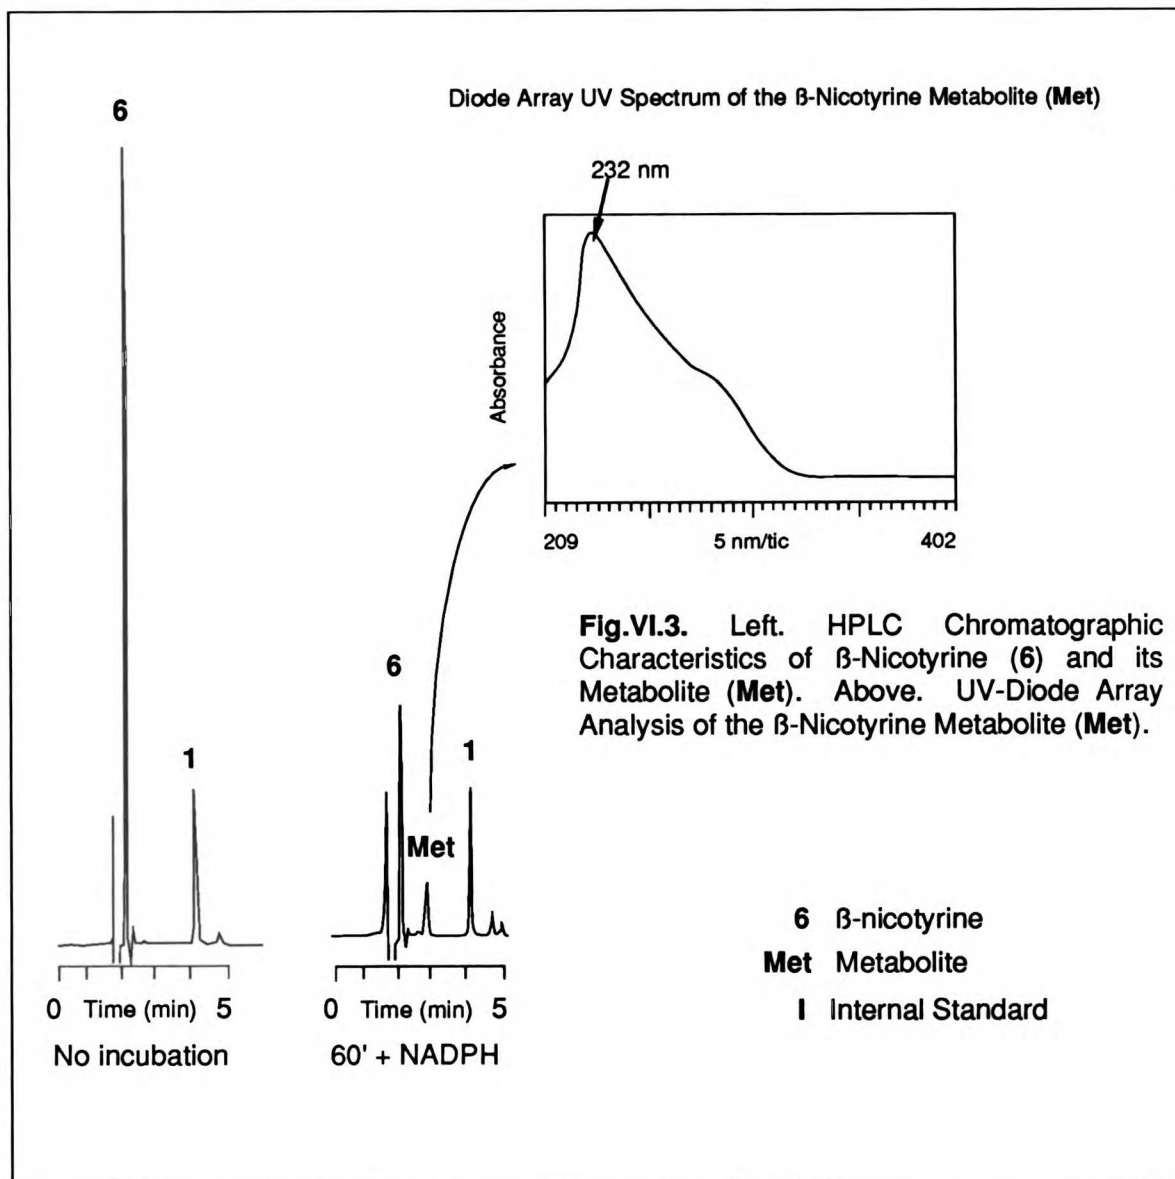 Diode Array UV Spectrum of the ß-Nicotyrine Metabolite (Met)
6
232 nm
Absorbance
209 5 nm/tic 402
Fig.VI.3. Left. HPLC Chromatographic
Characteristics of ß-Nicotyrine (6) and its
Metabolite (Met). Above. UV-Diode Array
Analysis of the ß-Nicotyrine Metabolite (Met).
1
6
1
Met
0 Time (min) 5
No incubation
0 Time (min) 5
60' + NADPH
6 ß-nicotyrine
Met Metabolite
I Internal Standard